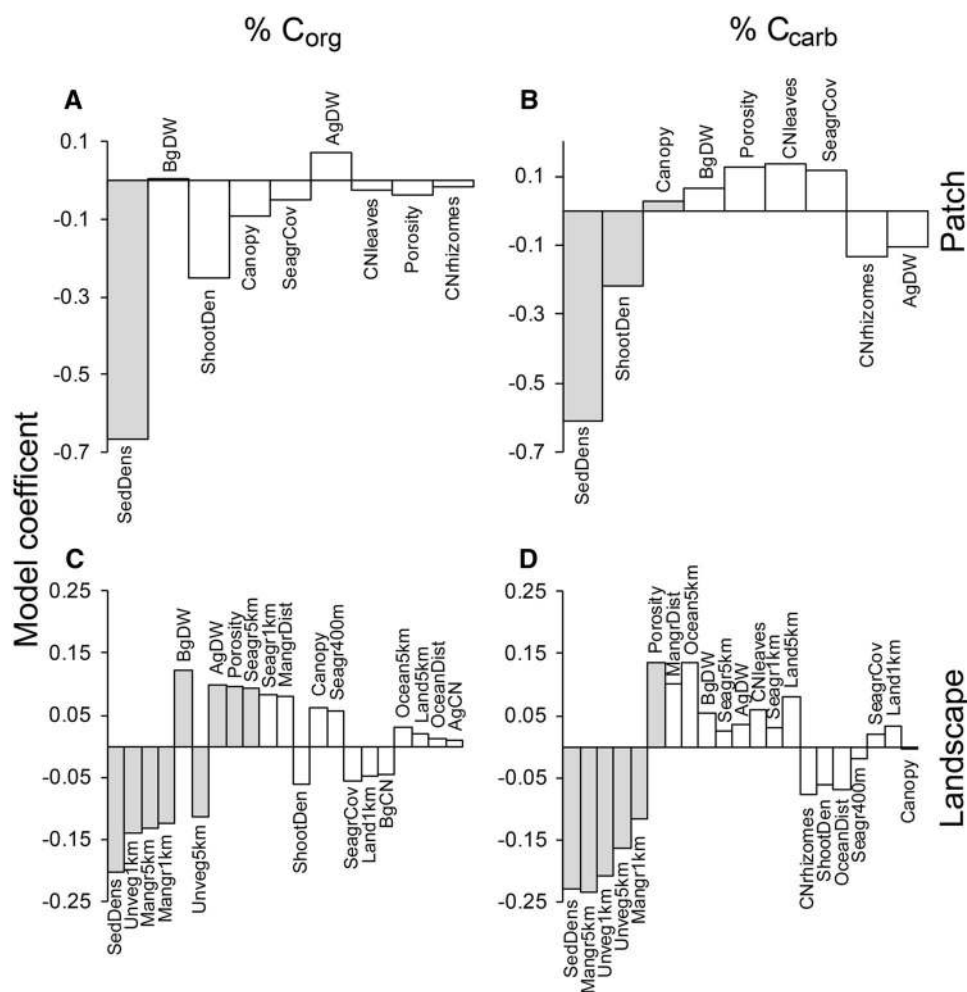 % Corg
% Ccarb
Model coefficent
A
0.1
-0.1
-0.3
-0.5
-0.7
SedDens
BgDW
ShootDen
Canopy
SeagrCov
AgDW
CNleaves
Porosity
CNrhizomes
B
0.1
-0.1
-0.3
-0.5
-0.7
SedDens
ShootDen
Canopy
BgDW
Porosity
CNleaves
SeagrCov
CNrhizomes
AgDW
Patch
C
0.25
0.15
0.05
-0.05
-0.15
-0.25
SedDens
Unveg1km
Mangr5km
Mangr1km
BgDW
Unveg5km
AgDW
Porosity
Seagr5km
Seagr1km
MangrDist
ShootDen
Canopy
Seagr400m
SeagrCov
Land1km
BgCN
Ocean5km
Land5km
OceanDist
AgCN
D
0.25
0.15
0.05
-0.05
-0.15
-0.25
SedDens
Mangr5km
Unveg1km
Unveg5km
Mangr1km
Porosity
MangrDist
Ocean5km
BgDW
Seagr5km
AgDW
CNleaves
Seagr1km
Land5km
CNrhizomes
ShootDen
OceanDist
Seagr400m
SeagrCov
Land1km
Canopy
Landscape